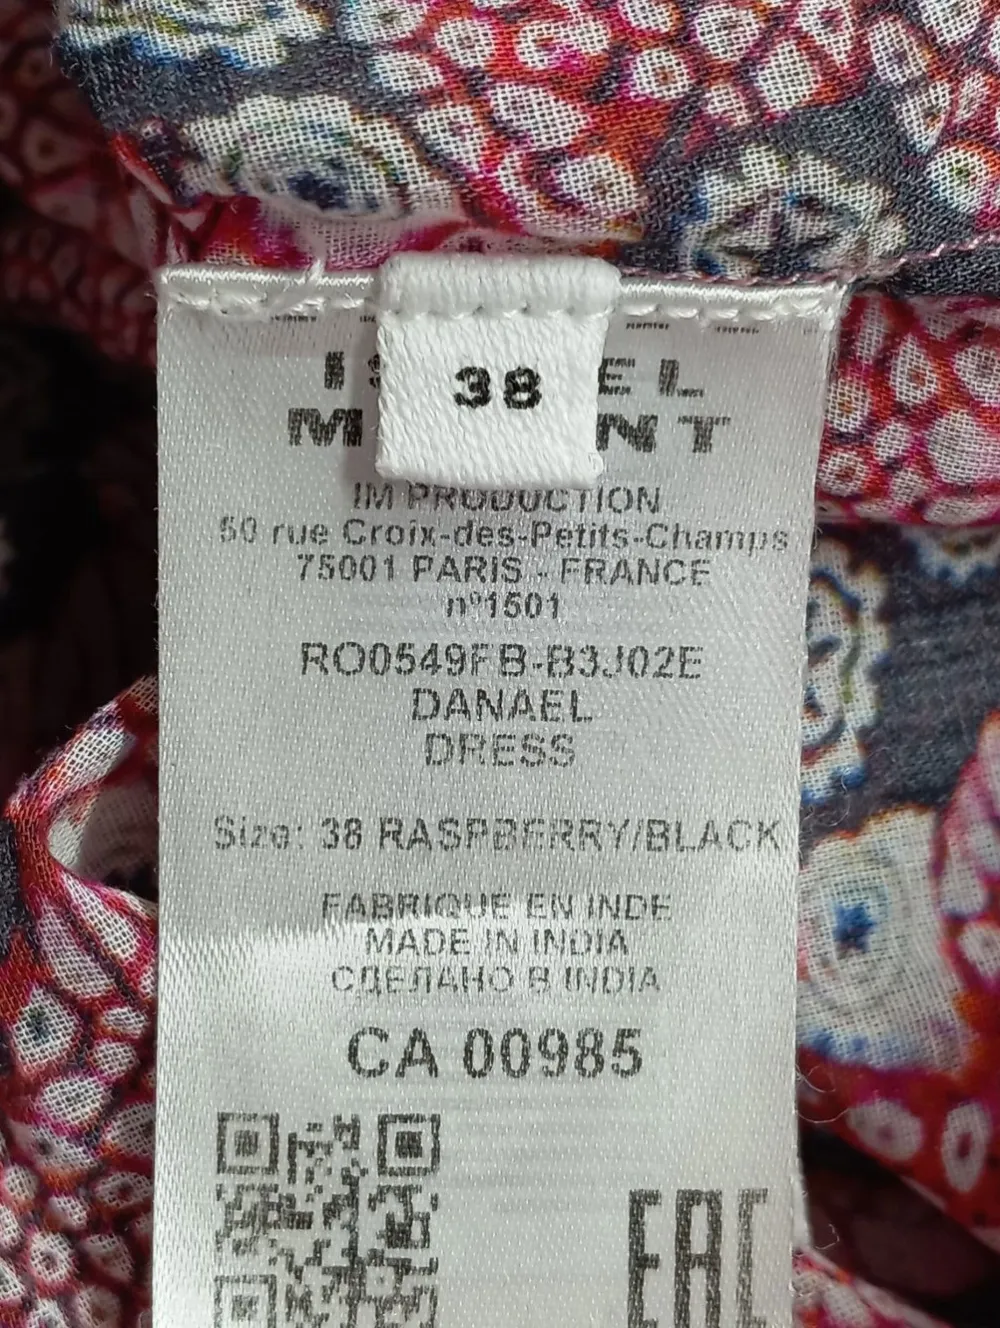 38
IM PRODUCTION
50 rue Croix-des-Petits-Champs
75001 PARIS - FRANCE
n°1501
RO0549FB-B3J02E
DANAEL
DRESS
Size: 38 RASPBERRY/BLACK
FABRIQUE EN INDE
MADE IN INDIA
СДЕЛАНО В INDIA
CA 00985
EAC